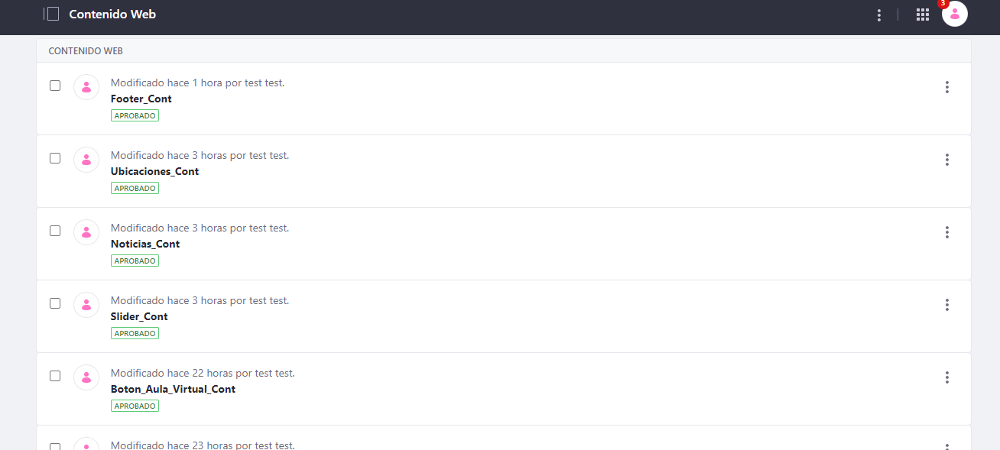 Contenido Web
3
CONTENIDO WEB
Modificado hace 1 hora por test test.
Footer_Cont
APROBADO
Modificado hace 3 horas por test test.
Ubicaciones_Cont
APROBADO
Modificado hace 3 horas por test test.
Noticias_Cont
APROBADO
Modificado hace 3 horas por test test.
Slider_Cont
APROBADO
Modificado hace 22 horas por test test.
Boton_Aula_Virtual_Cont
APROBADO
Modificado hace 23 horas por test test.